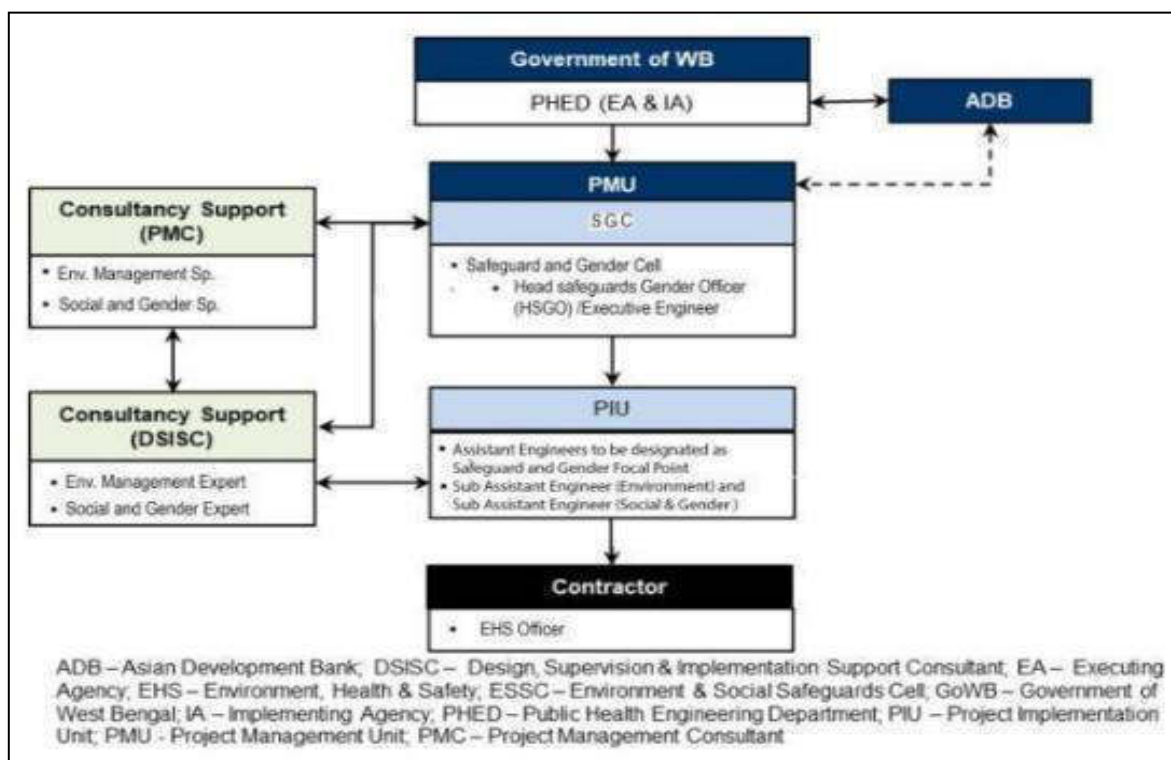 Government of WB
PHED (EA & IA)
ADB
PMU
SGC
• Safeguard and Gender Cell
• Head safeguards Gender Officer
(HSGO) /Executive Engineer
Consultancy Support
(PMC)
• Env. Management Sp.
• Social and Gender Sp.
Consultancy Support
(DSISC)
• Env. Management Expert
• Social and Gender Expert
PIU
• Assistant Engineers to be designated as
Safeguard and Gender Focal Point
• Sub Assistant Engineer (Environment) and
Sub Assistant Engineer (Social & Gender )
Contractor
• EHS Officer
ADB – Asian Development Bank; DSISC – Design, Supervision & Implementation Support Consultant, EA – Executing
Agency; EHS – Environment, Health & Safety; ESSC – Environment & Social Safeguards Cell; GoWB – Government of
West Bengal; IA – Implementing Agency; PHED – Public Health Engineering Department; PIU – Project Implementation
Unit; PMU - Project Management Unit; PMC – Project Management Consultant